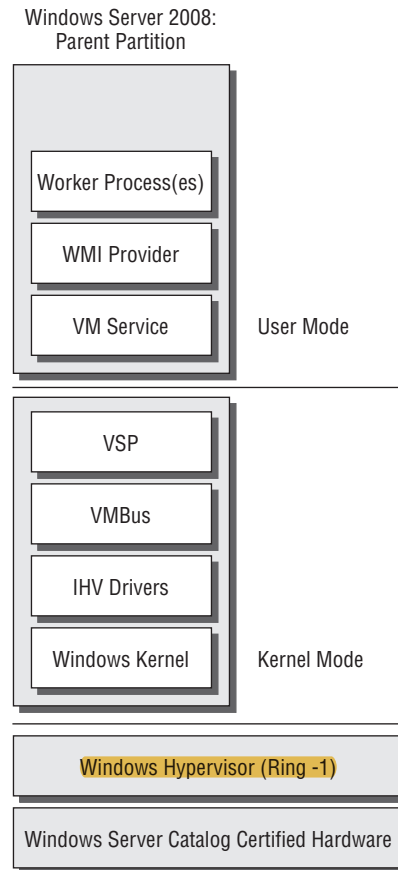 Windows Server 2008:
Parent Partition
Worker Process(es)
WMI Provider
VM Service
User Mode
VSP
VMBus
IHV Drivers
Windows Kernel
Kernel Mode
Windows Hypervisor (Ring -1)
Windows Server Catalog Certified Hardware